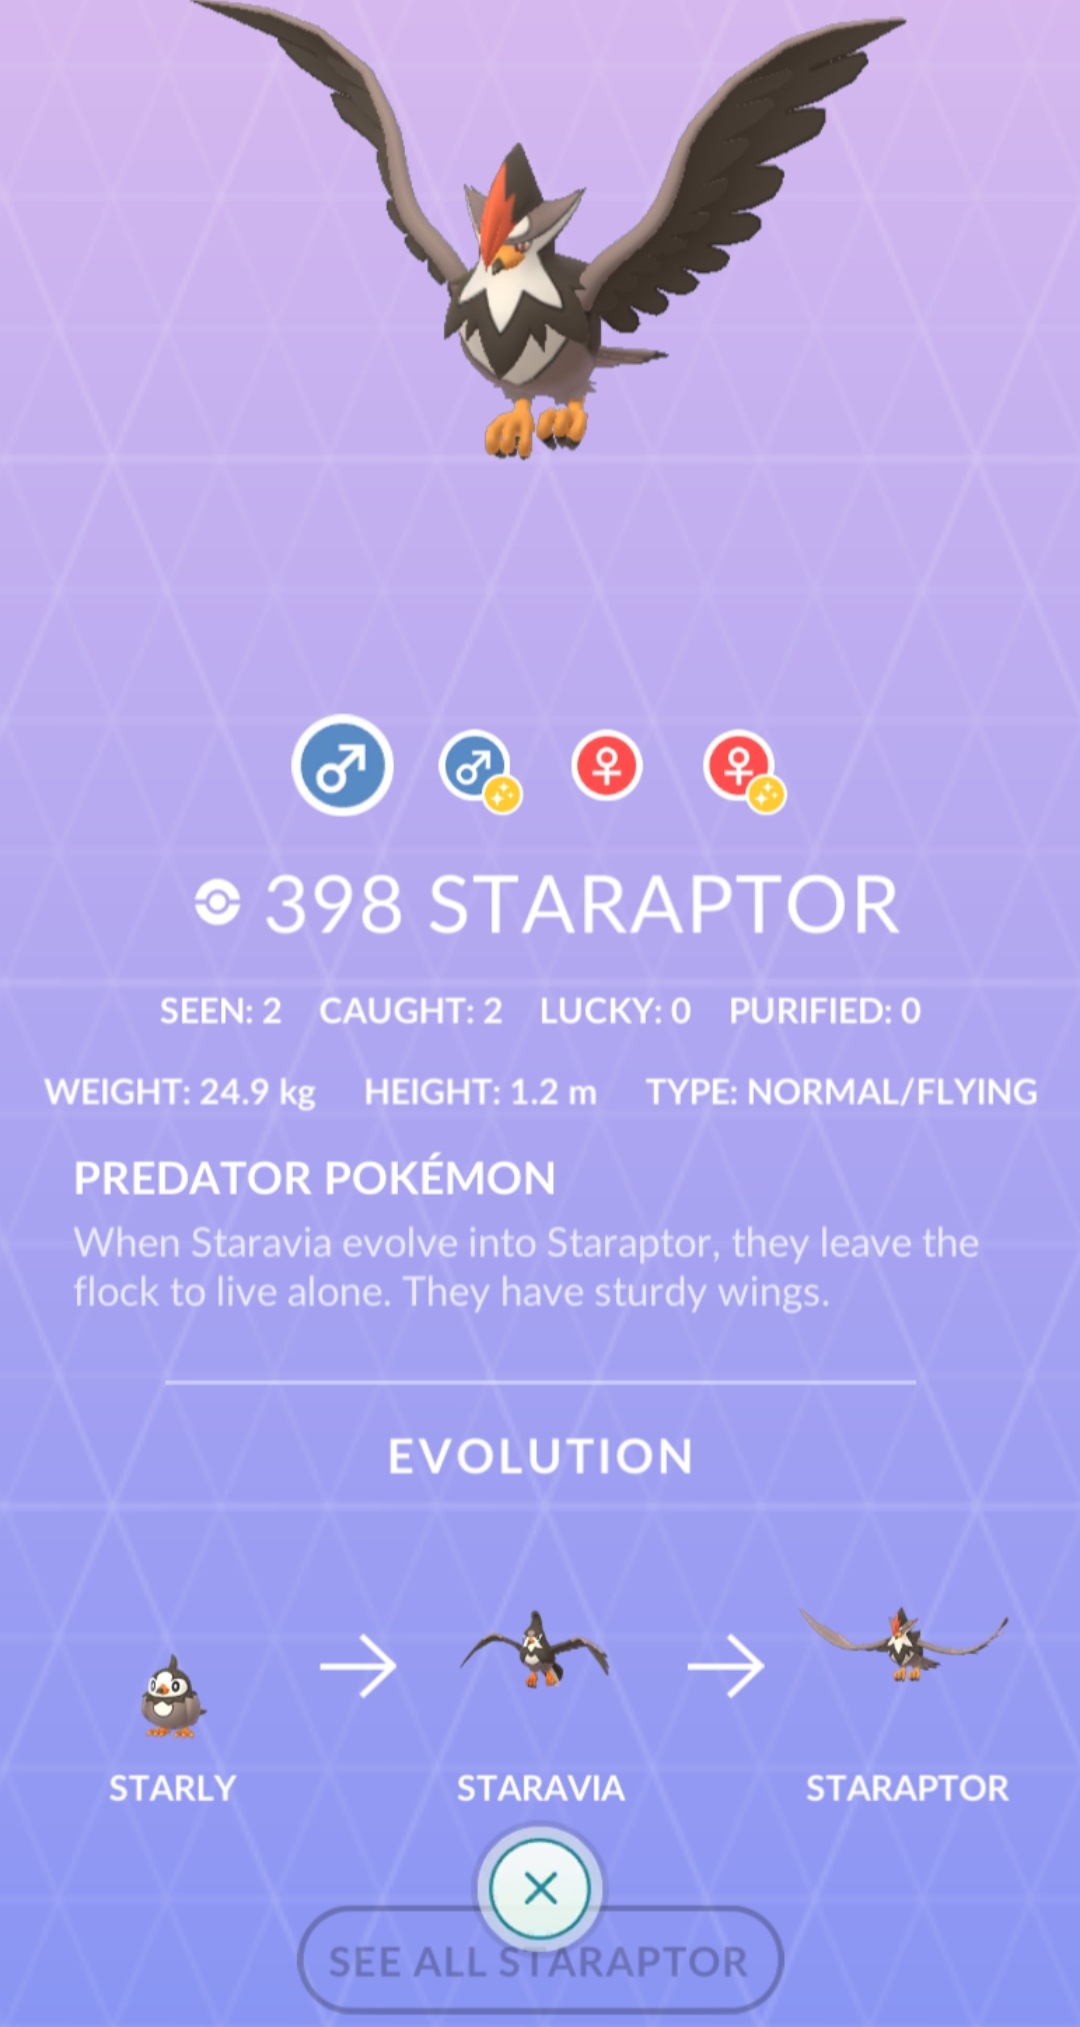 398 STARAPTOR
SEEN: 2 CAUGHT: 2 LUCKY: 0 PURIFIED: 0
WEIGHT: 24.9 kg HEIGHT: 1.2 m TYPE: NORMAL/FLYING
PREDATOR POKÉMON
When Staravia evolve into Staraptor, they leave the
flock to live alone. They have sturdy wings.
EVOLUTION
STARLY STARAVIA STARAPTOR
SEE ALL STARAPTOR